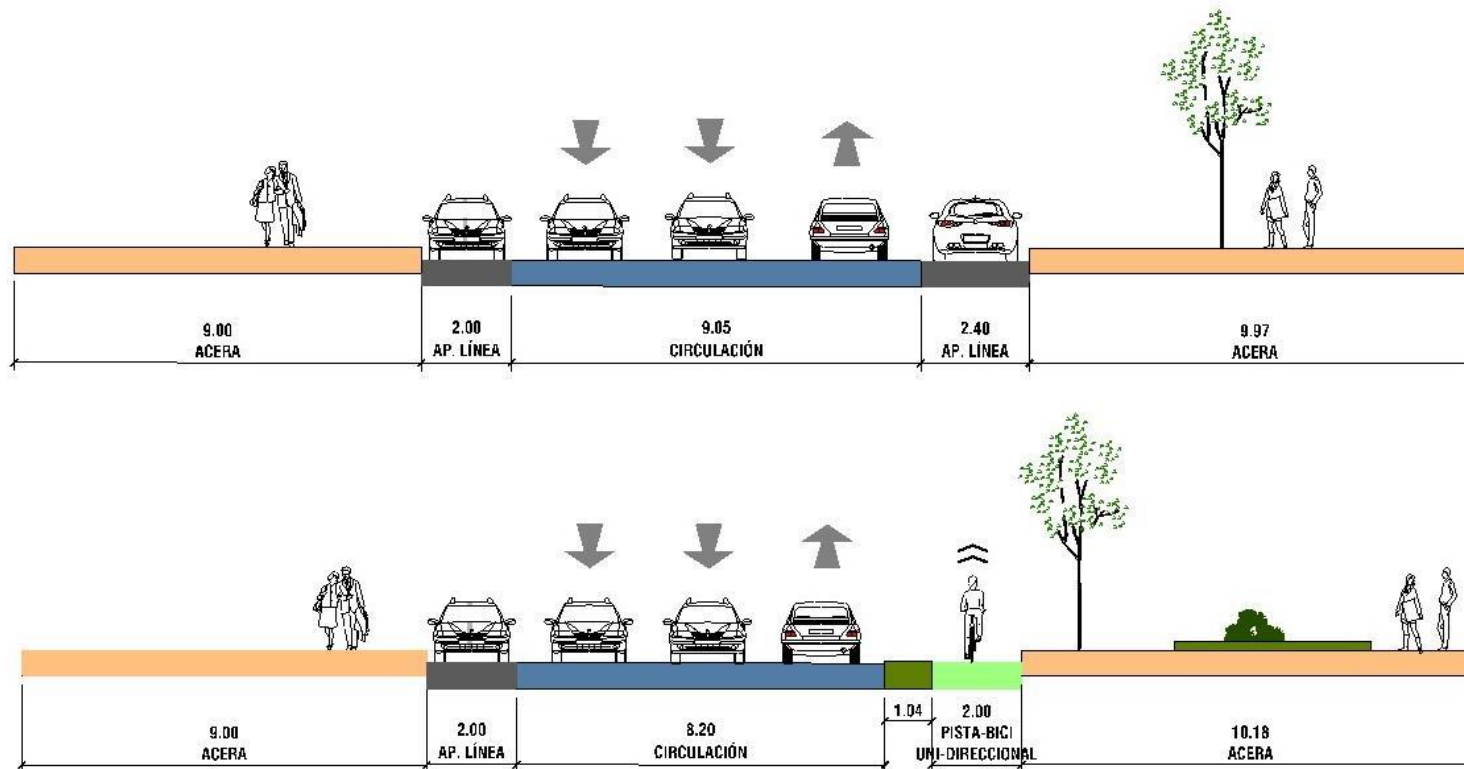 9.00
ACERA
2.00
AP. LÍNEA
9.05
CIRCULACIÓN
2.40
AP. LÍNEA
9.97
ACERA
9.00
ACERA
2.00
AP. LÍNEA
8.20
CIRCULACIÓN
1.04
2.00
PISTA-BICI
UNI-DIRECCIONAL
10.18
ACERA